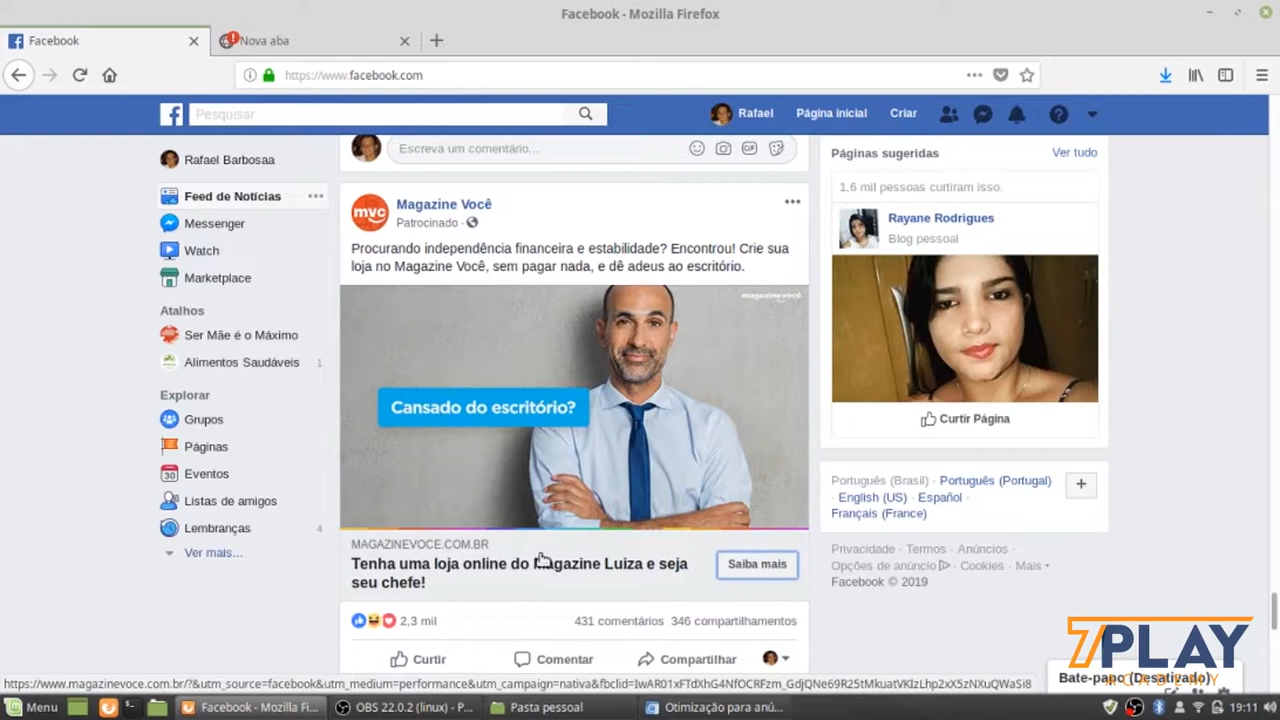 Facebook - Mozilla Firefox
Facebook
Nova aba
https://www.facebook.com
Pesquisar
Rafael
Página inicial
Criar
Rafael Barbosaa
Feed de Notícias
Messenger
Watch
Marketplace
Atalhos
Ser Mãe é o Máximo
Alimentos Saudáveis 1
Explorar
Grupos
Páginas
30 Eventos
Listas de amigos
Lembranças 4
Ver mais...
Escreva um comentário...
GIF
mvc
Magazine Você
Patrocinado ·
Procurando independência financeira e estabilidade? Encontrou! Crie sua
loja no Magazine Você, sem pagar nada, e dê adeus ao escritório.
magazinevocê
Cansado do escritório?
MAGAZINEVOCE.COM.BR
Tenha uma loja online do Magazine Luiza e seja
seu chefe!
Saiba mais
2,3 mil
431 comentários 346 compartilhamentos
Curtir
Comentar
Compartilhar
Páginas sugeridas
Ver tudo
1,6 mil pessoas curtiram isso.
Rayane Rodrigues
Blog pessoal
Curtir Página
Português (Brasil) · Português (Portugal)
· English (US) · Español ·
Français (France)
Privacidade · Termos · Anúncios ·
Opções de anúncio · Cookies · Mais
Facebook © 2019
7PLAY
ACADEMY
Bate-papo (Desativado)
https://www.magazinevoce.com.br/?&utm_source=facebook&utm_medium=performance&utm_campaign=nativa&fbclid=IwAR01xFTdXhG4NfOCRFzm_GdjQNe69R25tMkuatVKIzLhp2xX5zNXuQWaSi8
Menu
Facebook - Mozilla Fi...
OBS 22.0.2 (linux) - P...
Pasta pessoal
Otimização para anú...
19:11